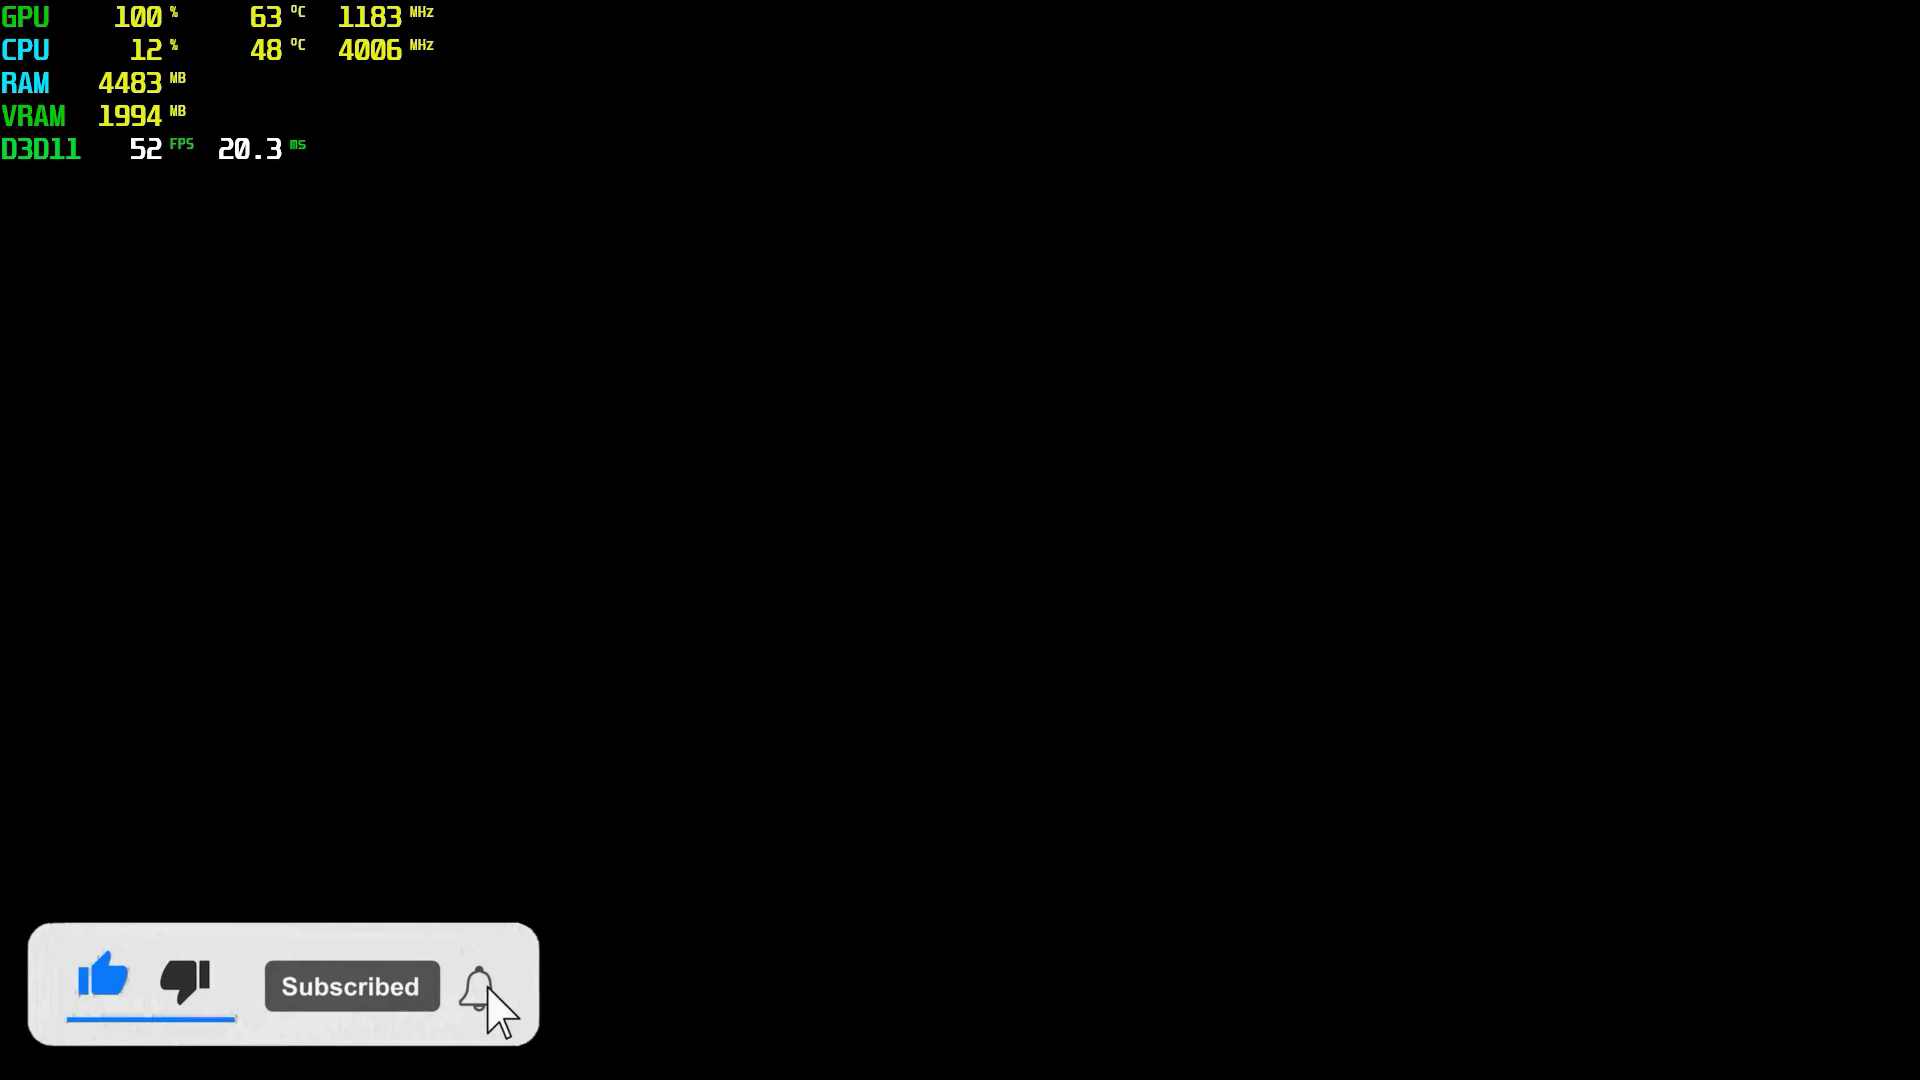 GPU 100 % 63 °C 1183 MHz
CPU 12 % 48 °C 4006 MHz
RAM 4483 MB
VRAM 1994 MB
D3D11 52 FPS 20.3 ms
Subscribed